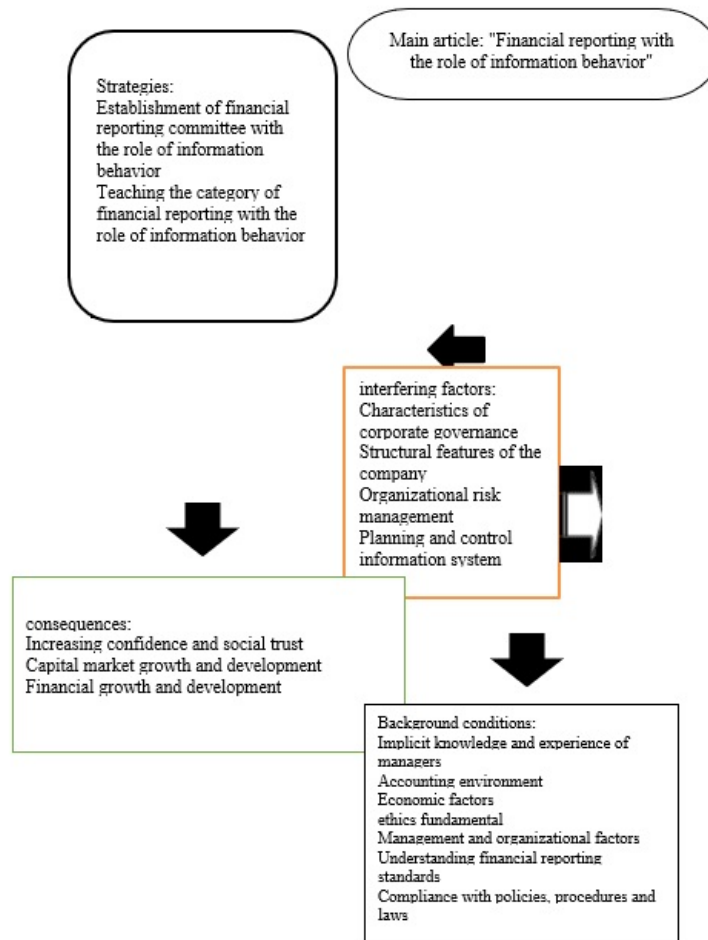 Main article: "Financial reporting with
the role of information behavior"
Strategies:
Establishment of financial
reporting committee with
the role of information
behavior
Teaching the category of
financial reporting with the
role of information behavior
interfering factors:
Characteristics of
corporate governance
Structural features of the
company
Organizational risk
management
Planning and control
information system
consequences:
Increasing confidence and social trust
Capital market growth and development
Financial growth and development
Background conditions:
Implicit knowledge and experience of
managers
Accounting environment
Economic factors
ethics fundamental
Management and organizational factors
Understanding financial reporting
standards
Compliance with policies, procedures and
laws